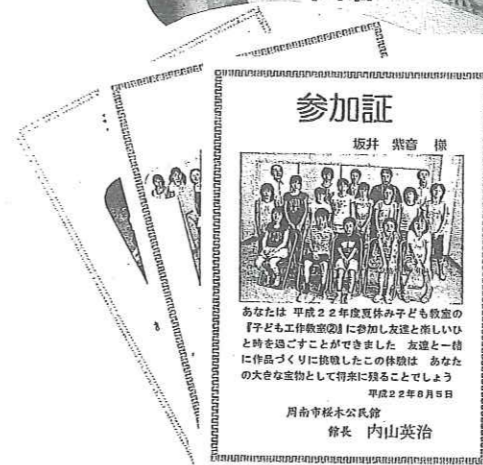 参加証
坂井 紫音 様
あなたは 平成22年度夏休み子ども教室の
『子ども工作教室②』に参加し友達と楽しいひ
と時を過ごすことができました 友達と一緒
に作品づくりに挑戦したこの体験は あなた
の大きな宝物として将来に残ることでしょう
平成22年8月5日
周南市桜木公民館
館長 内山英治